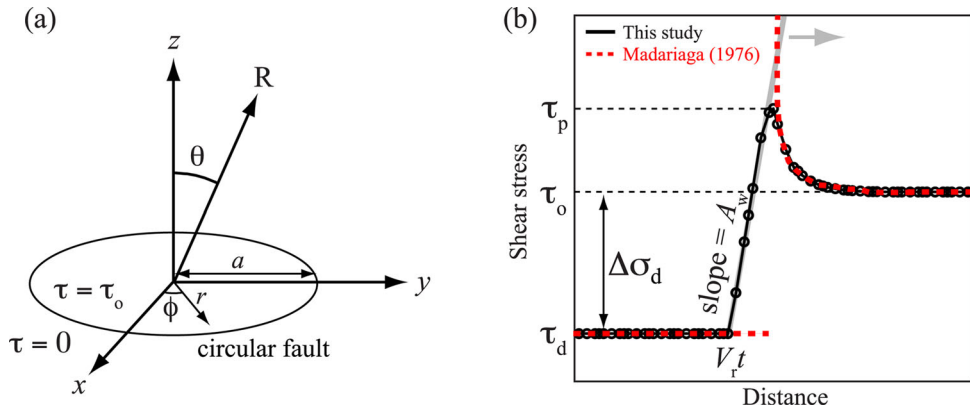 (a)
z
R
θ
a
y
τ = τo
ϕ
r
τ = 0
circular fault
x
(b)
This study
Madariaga (1976)
τp
τo
τd
Δσd
slope = Aw
Vrt
Shear stress
Distance